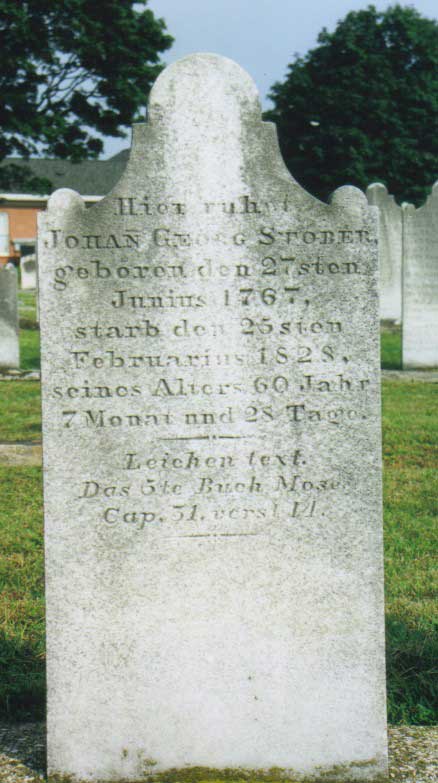 Hier ruhet
JOHAN̄ GEORG STOBER,
geboren den 27sten
Junius 1767,
starb den 25sten
Februarius 1828,
seines Alters 60 Jahr
7 Monat und 28 Tage.
Leichen text.
Das 5te Buch Mose.
Cap. 31. vers 14.